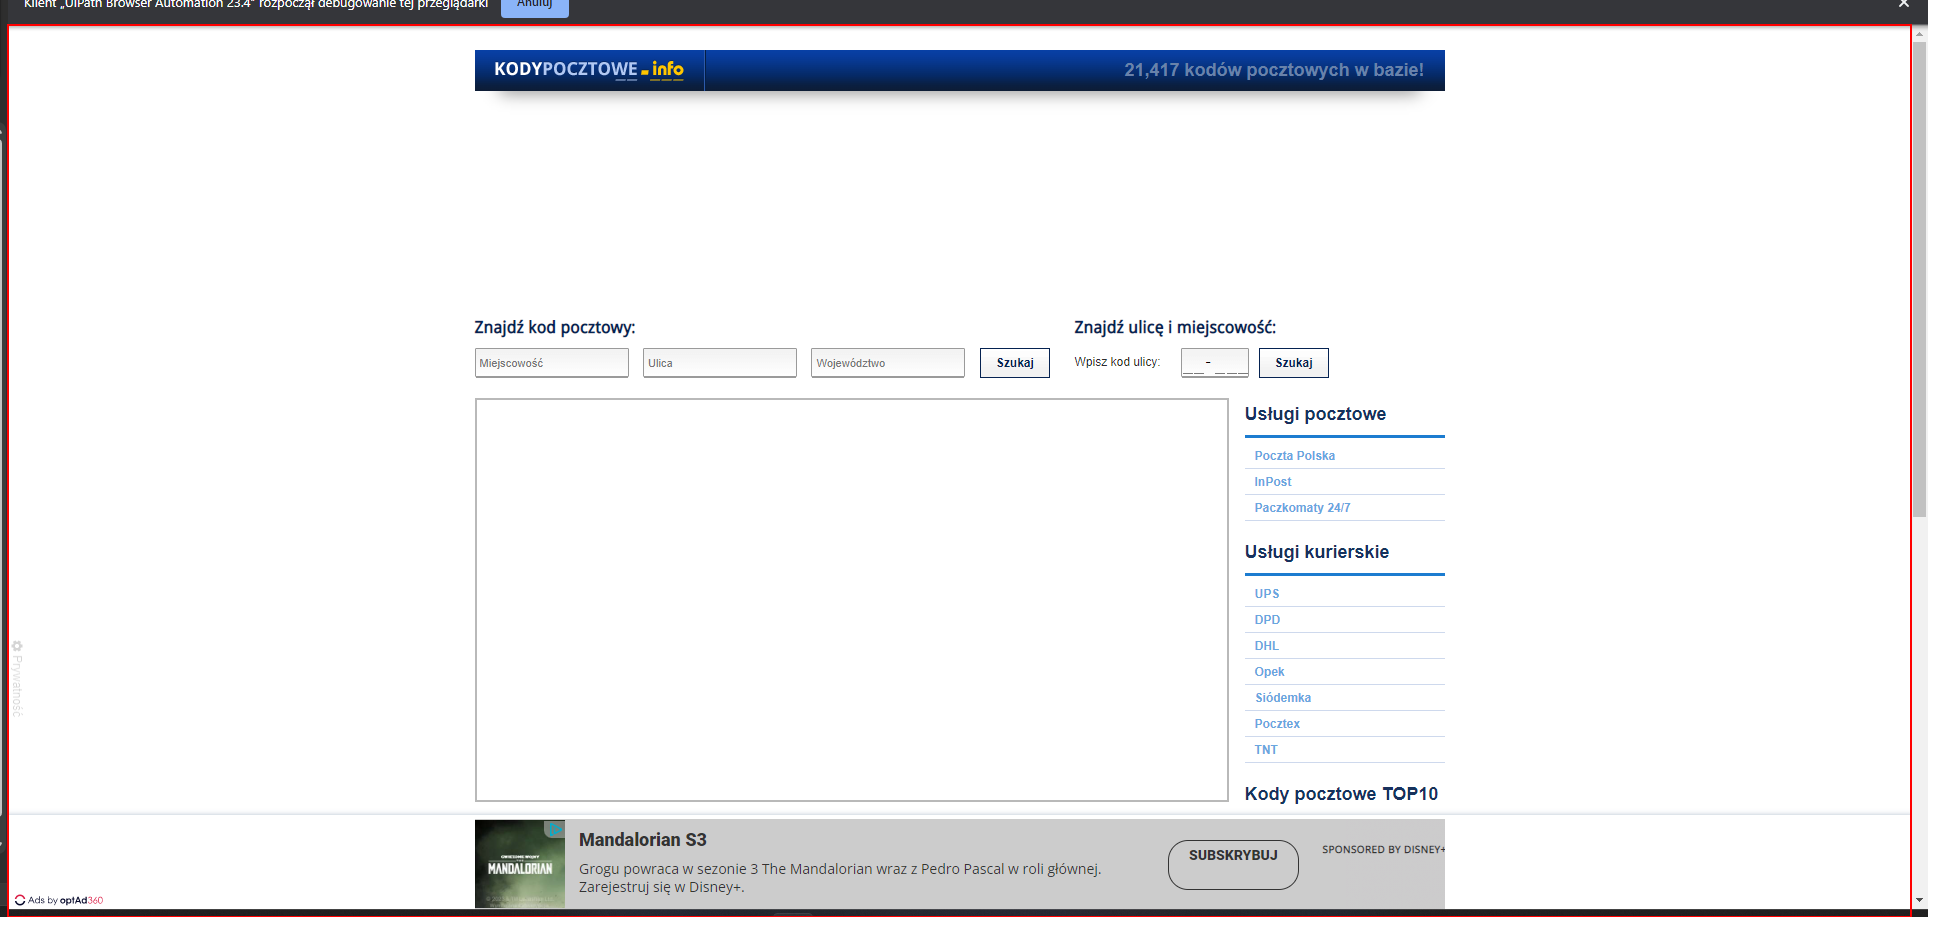 Klient „UiPath Browser Automation 23.4" rozpoczął debugowanie tej przeglądarki
Anuluj
KODYPOCZTOWE-info
21,417 kodów pocztowych w bazie!
Znajdź kod pocztowy:
Znajdź ulicę i miejscowość:
Miejscowość
Ulica
Województwo
Szukaj
Wpisz kod ulicy:
__-___
Szukaj
Usługi pocztowe
Poczta Polska
InPost
Paczkomaty 24/7
Usługi kurierskie
UPS
DPD
DHL
Opek
Siódemka
Pocztex
TNT
Kody pocztowe TOP10
Prywatność
MANDALORIAN
Mandalorian S3
Grogu powraca w sezonie 3 The Mandalorian wraz z Pedro Pascal w roli głównej.
Zarejestruj się w Disney+.
SUBSKRYBUJ
SPONSORED BY DISNEY+
Ads by optAd360